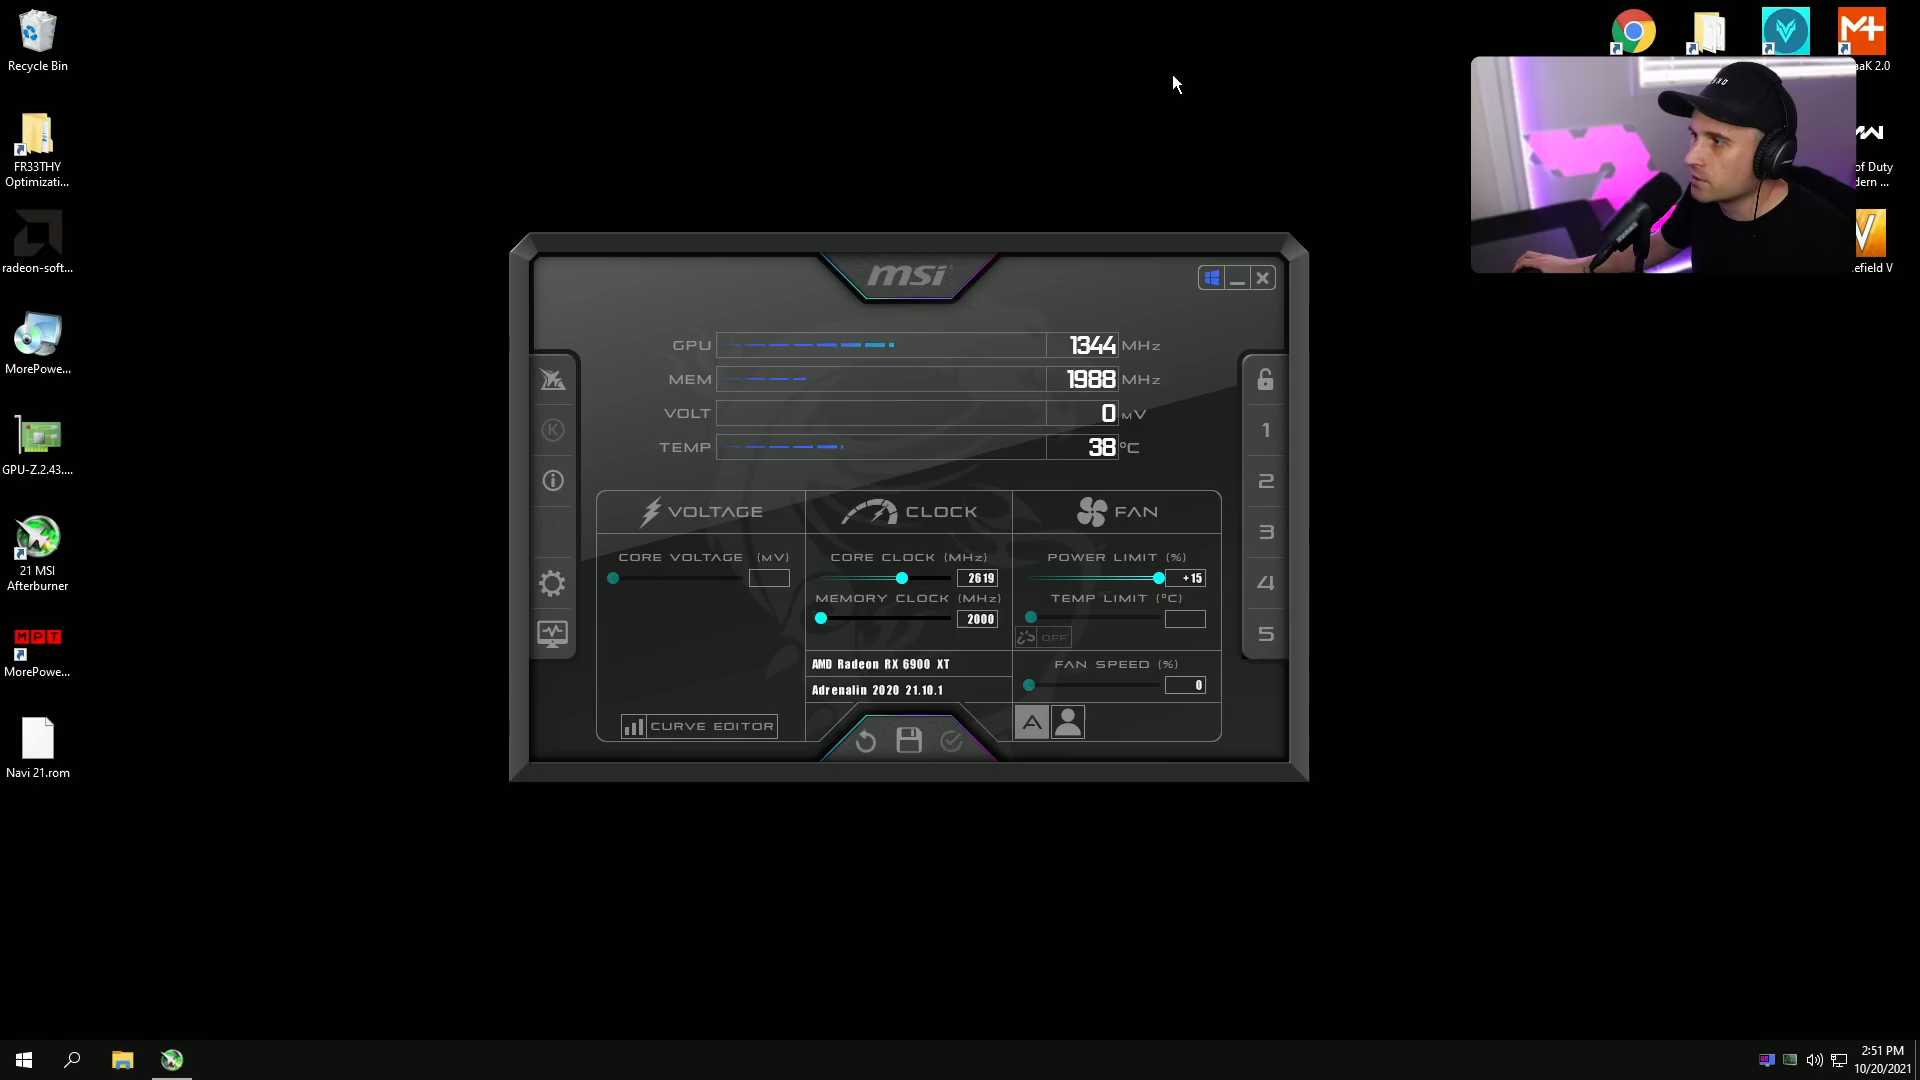 Recycle Bin
FR33THY
Optimizati...
radeon-soft...
MorePowe...
GPU-Z.2.43....
21 MSI
Afterburner
MPT
MorePowe...
Navi 21.rom
aaK 2.0
of Duty
dern ...
efield V
msi
GPU 1344 MHz
MEM 1988 MHz
VOLT 0 MV
TEMP 38 °C
K
1
2
3
4
5
VOLTAGE
CORE VOLTAGE (MV)
CURVE EDITOR
CLOCK
CORE CLOCK (MHz)
2619
MEMORY CLOCK (MHz)
2000
AMD Radeon RX 6900 XT
Adrenalin 2020 21.10.1
FAN
POWER LIMIT (%)
+15
TEMP LIMIT (°C)
OFF
FAN SPEED (%)
0
A
2:51 PM
10/20/2021